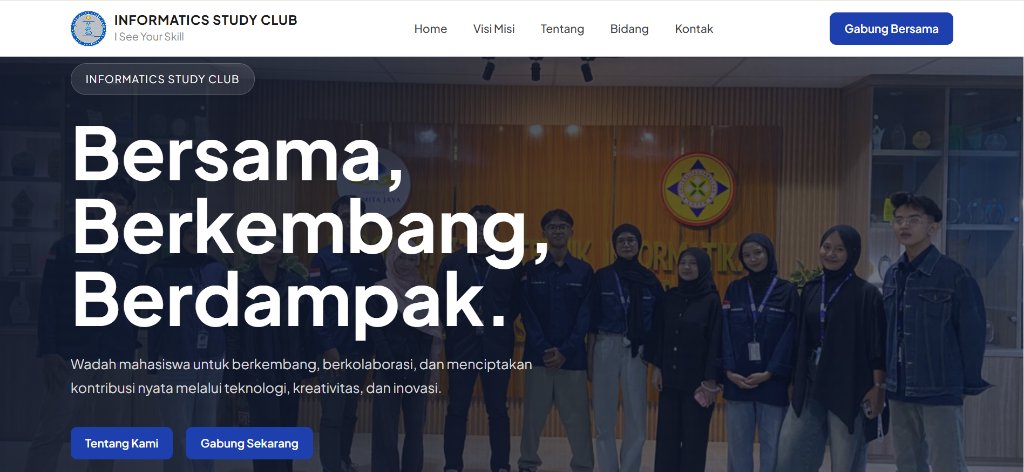 INFORMATICS STUDY CLUB
I See Your Skill
Home
Visi Misi
Tentang
Bidang
Kontak
Gabung Bersama
INFORMATICS STUDY CLUB
Bersama,
Berkembang,
Berdampak.
Wadah mahasiswa untuk berkembang, berkolaborasi, dan menciptakan
kontribusi nyata melalui teknologi, kreativitas, dan inovasi.
Tentang Kami
Gabung Sekarang